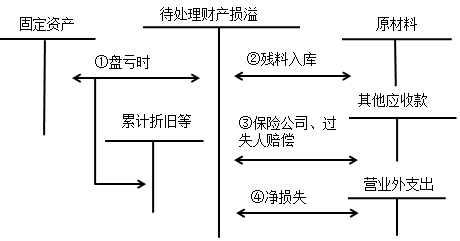 固定资产
待处理财产损溢
原材料
①盘亏时
②残料入库
其他应收款
累计折旧等
③保险公司、过
失人赔偿
营业外支出
④净损失